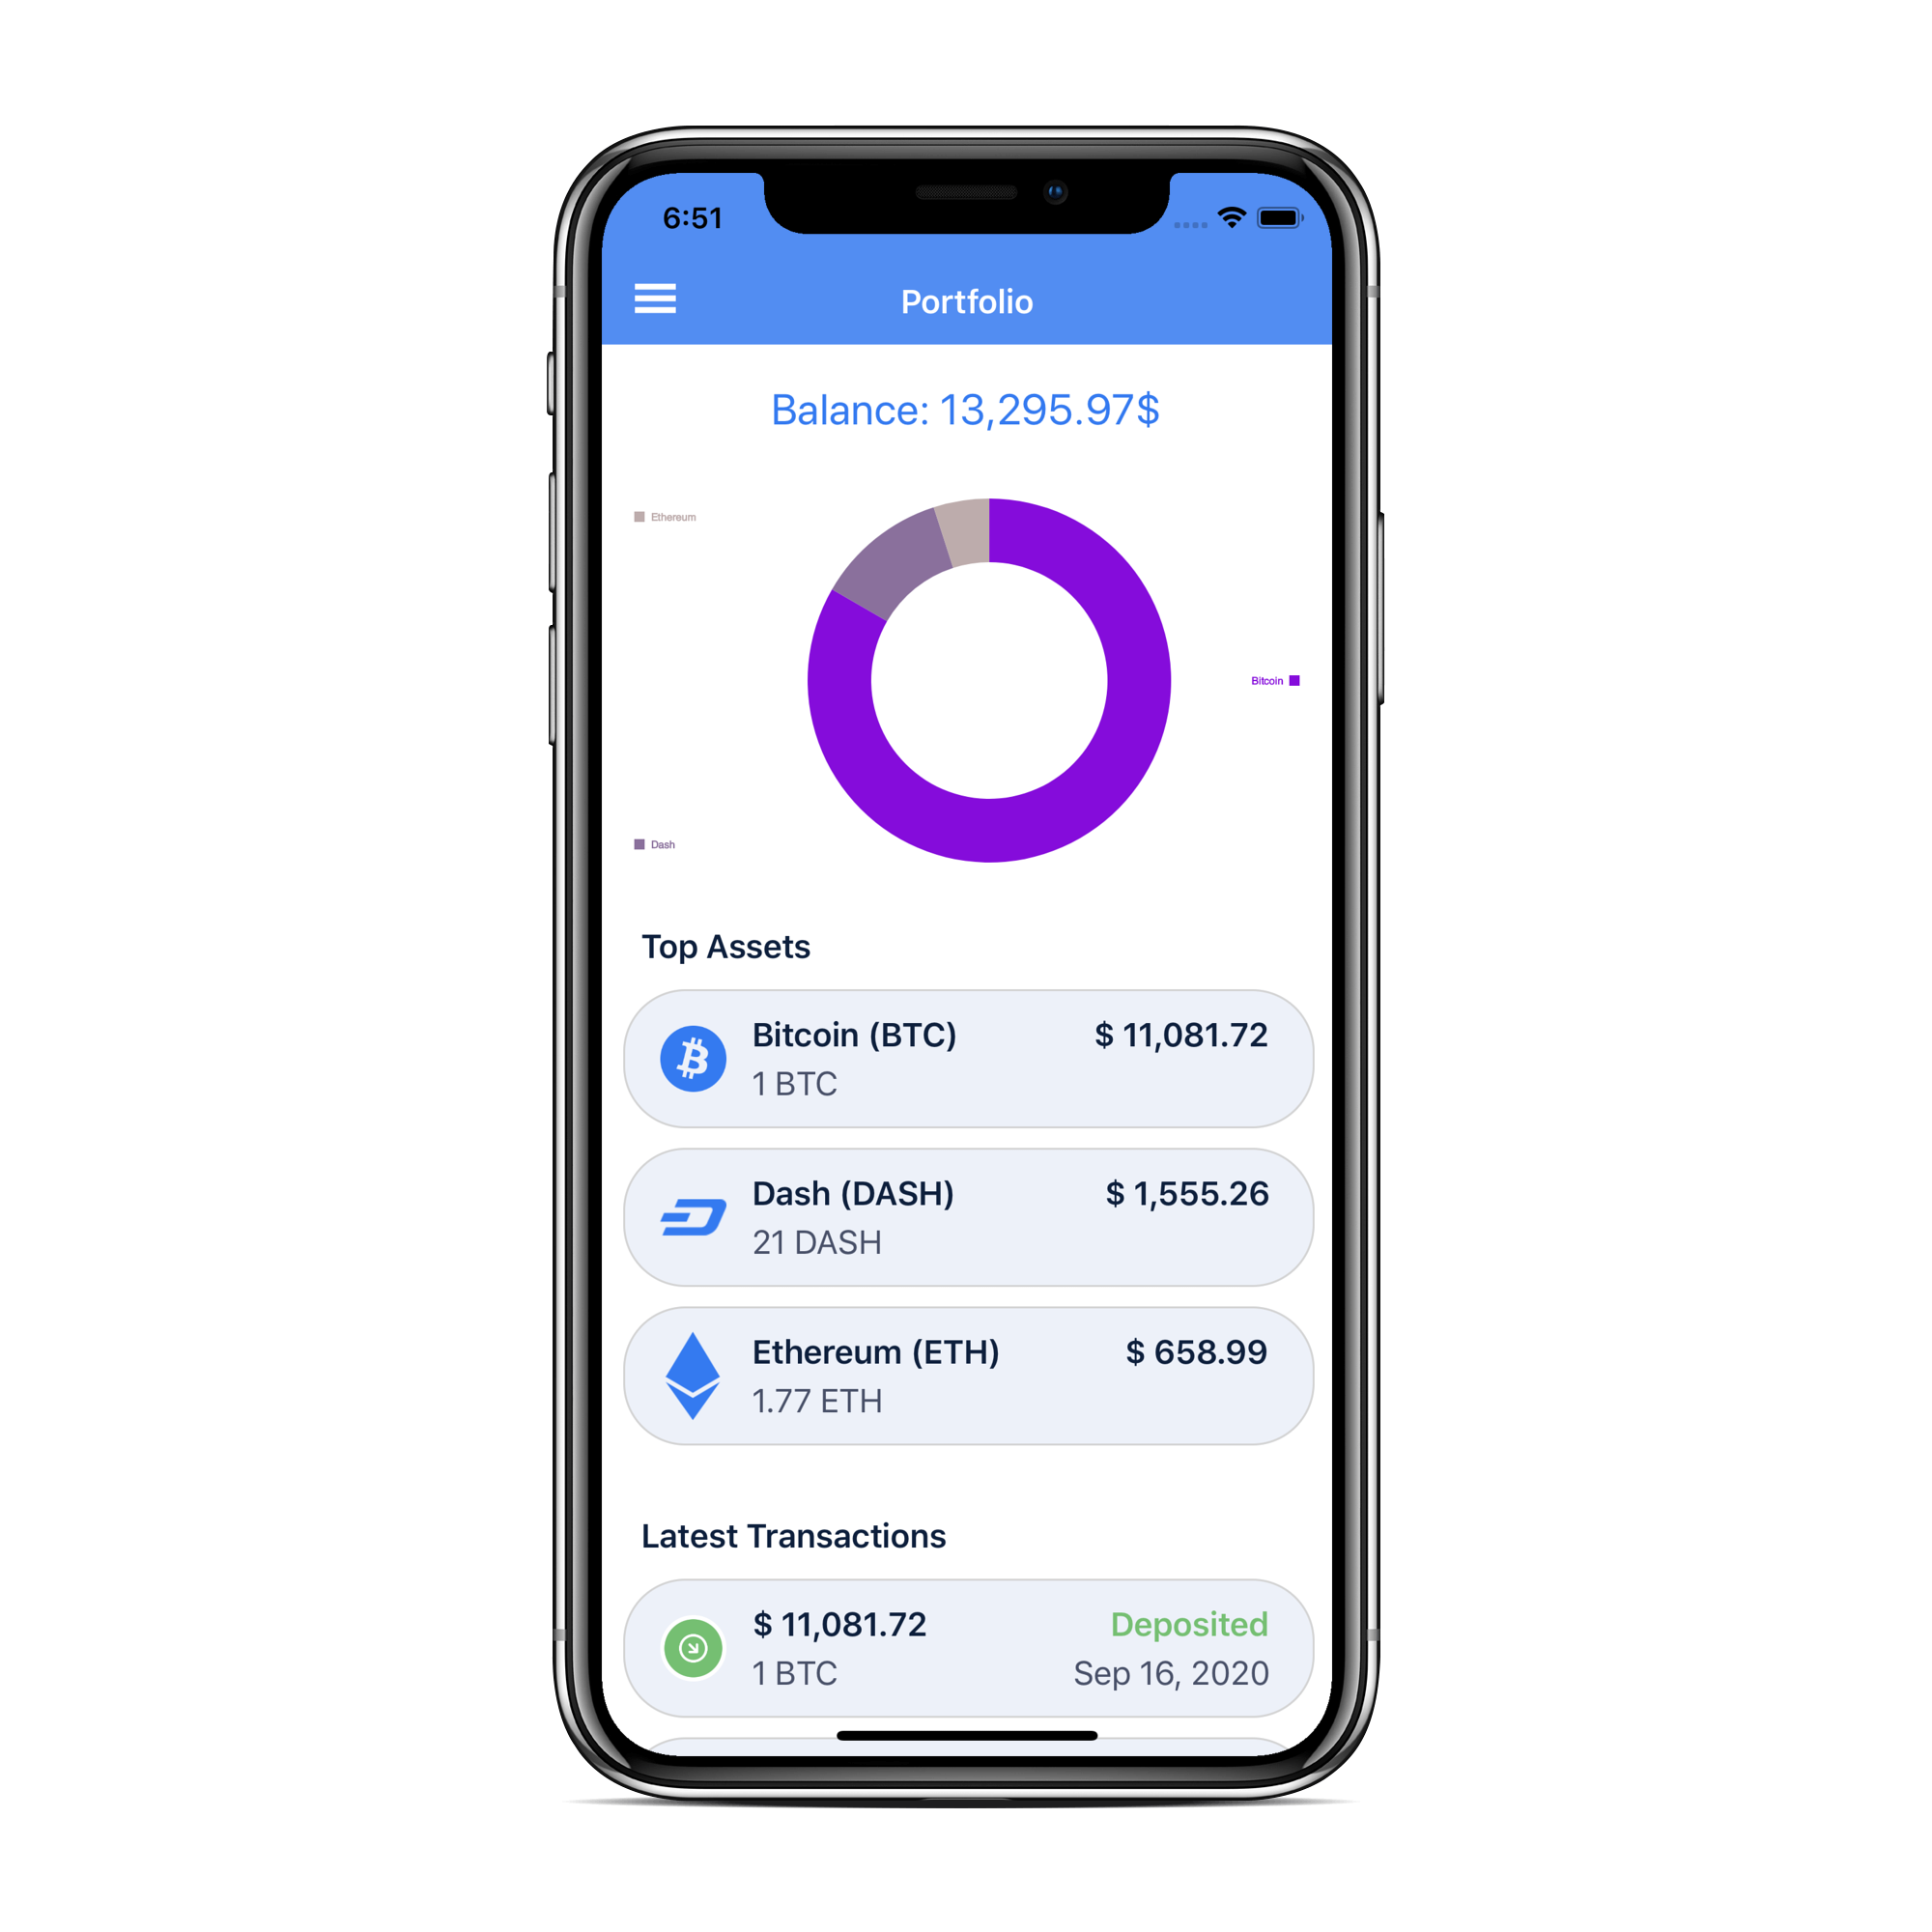 6:51
Portfolio
Balance: 13,295.97$
Ethereum
Bitcoin
Dash
Top Assets
Bitcoin (BTC) $ 11,081.72
1 BTC
Dash (DASH) $ 1,555.26
21 DASH
Ethereum (ETH) $ 658.99
1.77 ETH
Latest Transactions
$ 11,081.72 Deposited
1 BTC Sep 16, 2020